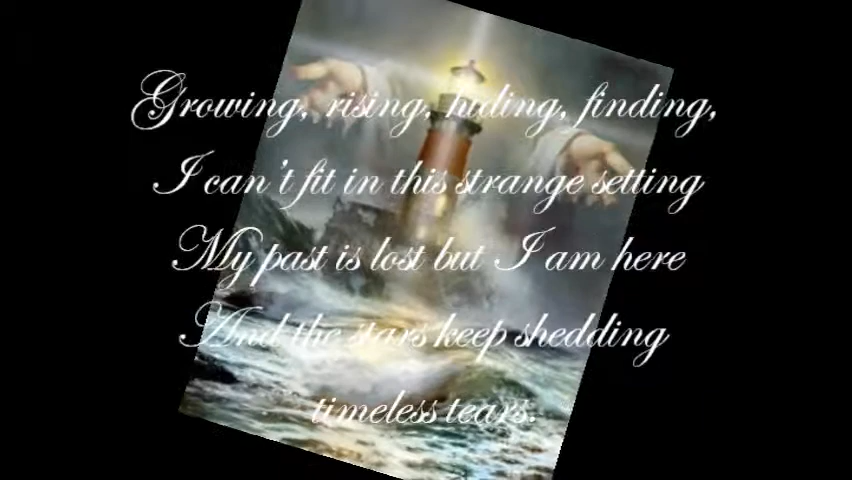 Growing, rising, hiding, finding,
I can't fit in this strange setting
My past is lost but I am here
And the stars keep shedding
timeless tears.